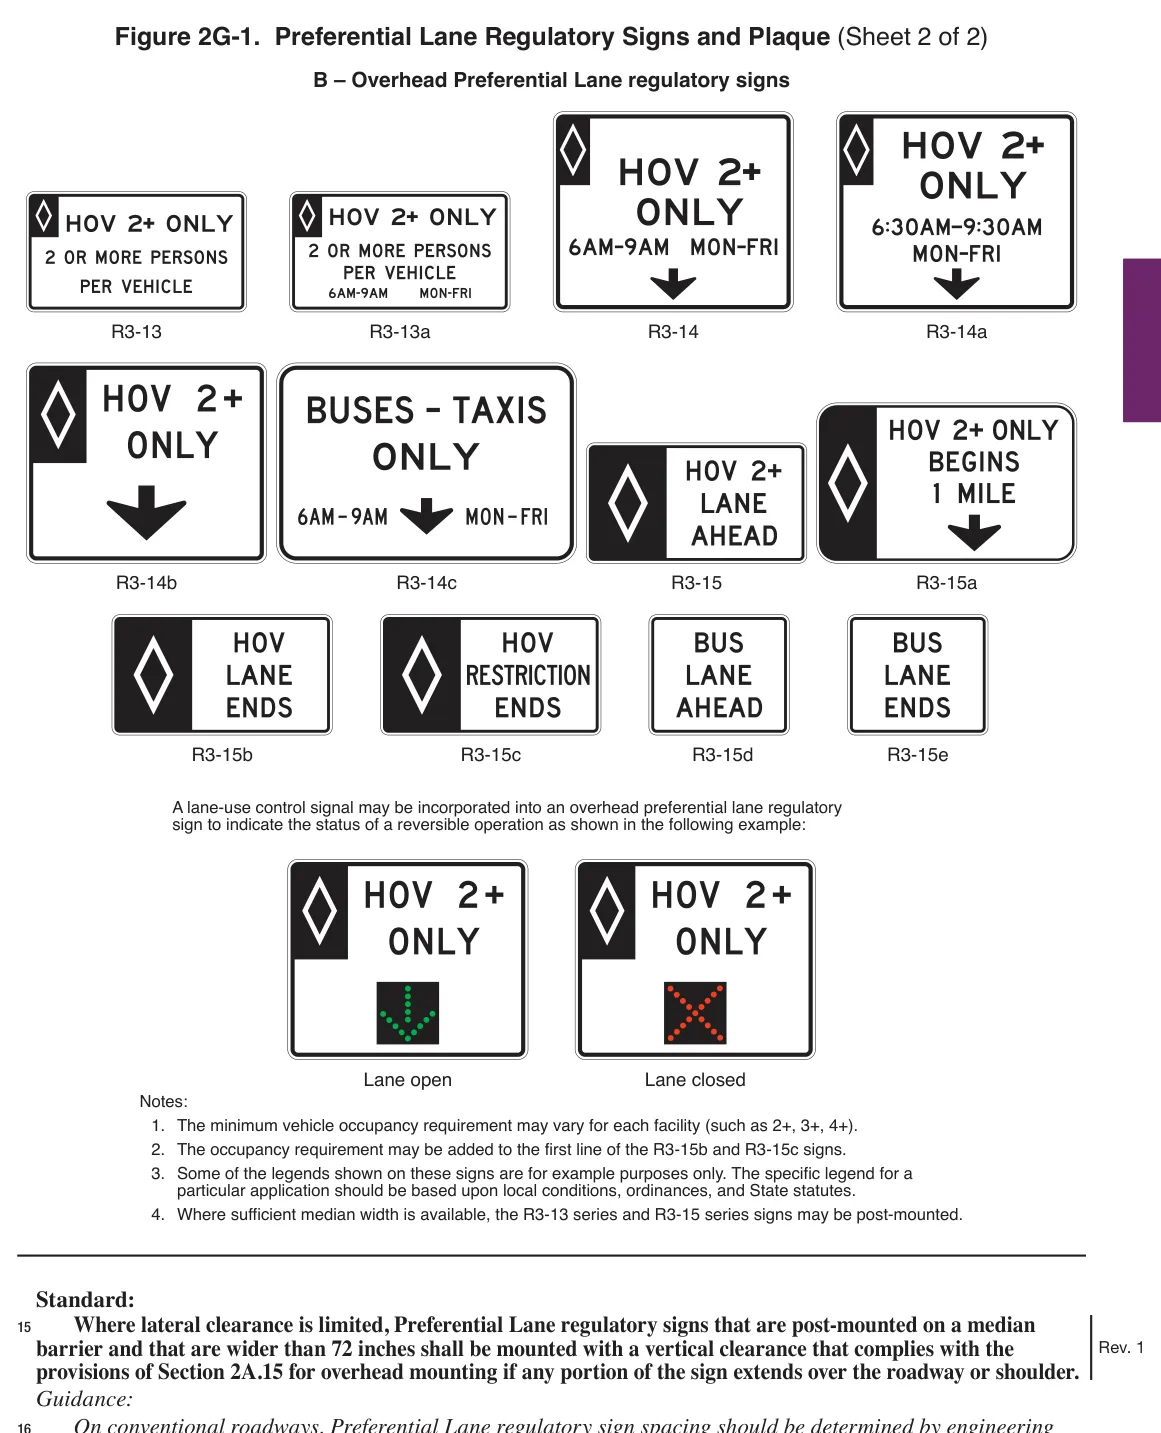 Figure 2G-1. Preferential Lane Regulatory Signs and Plaque (Sheet 2 of 2)
B – Overhead Preferential Lane regulatory signs
HOV 2+ ONLY
2 OR MORE PERSONS
PER VEHICLE
R3-13
HOV 2+ ONLY
2 OR MORE PERSONS
PER VEHICLE
6AM-9AM MON-FRI
R3-13a
HOV 2+
ONLY
6AM–9AM MON–FRI
R3-14
HOV 2+
ONLY
6:30AM–9:30AM
MON–FRI
R3-14a
HOV 2+
ONLY
R3-14b
BUSES - TAXIS
ONLY
6AM–9AM MON–FRI
R3-14c
HOV 2+
LANE
AHEAD
R3-15
HOV 2+ ONLY
BEGINS
1 MILE
R3-15a
HOV
LANE
ENDS
R3-15b
HOV
RESTRICTION
ENDS
R3-15c
BUS
LANE
AHEAD
R3-15d
BUS
LANE
ENDS
R3-15e
A lane-use control signal may be incorporated into an overhead preferential lane regulatory
sign to indicate the status of a reversible operation as shown in the following example:
HOV 2+
ONLY
Lane open
HOV 2+
ONLY
Lane closed
Notes:
1. The minimum vehicle occupancy requirement may vary for each facility (such as 2+, 3+, 4+).
2. The occupancy requirement may be added to the first line of the R3-15b and R3-15c signs.
3. Some of the legends shown on these signs are for example purposes only. The specific legend for a
particular application should be based upon local conditions, ordinances, and State statutes.
4. Where sufficient median width is available, the R3-13 series and R3-15 series signs may be post-mounted.
Standard:
15 Where lateral clearance is limited, Preferential Lane regulatory signs that are post-mounted on a median
barrier and that are wider than 72 inches shall be mounted with a vertical clearance that complies with the
provisions of Section 2A.15 for overhead mounting if any portion of the sign extends over the roadway or shoulder.
Rev. 1
Guidance:
16 On conventional roadways, Preferential Lane regulatory sign spacing should be determined by engineering